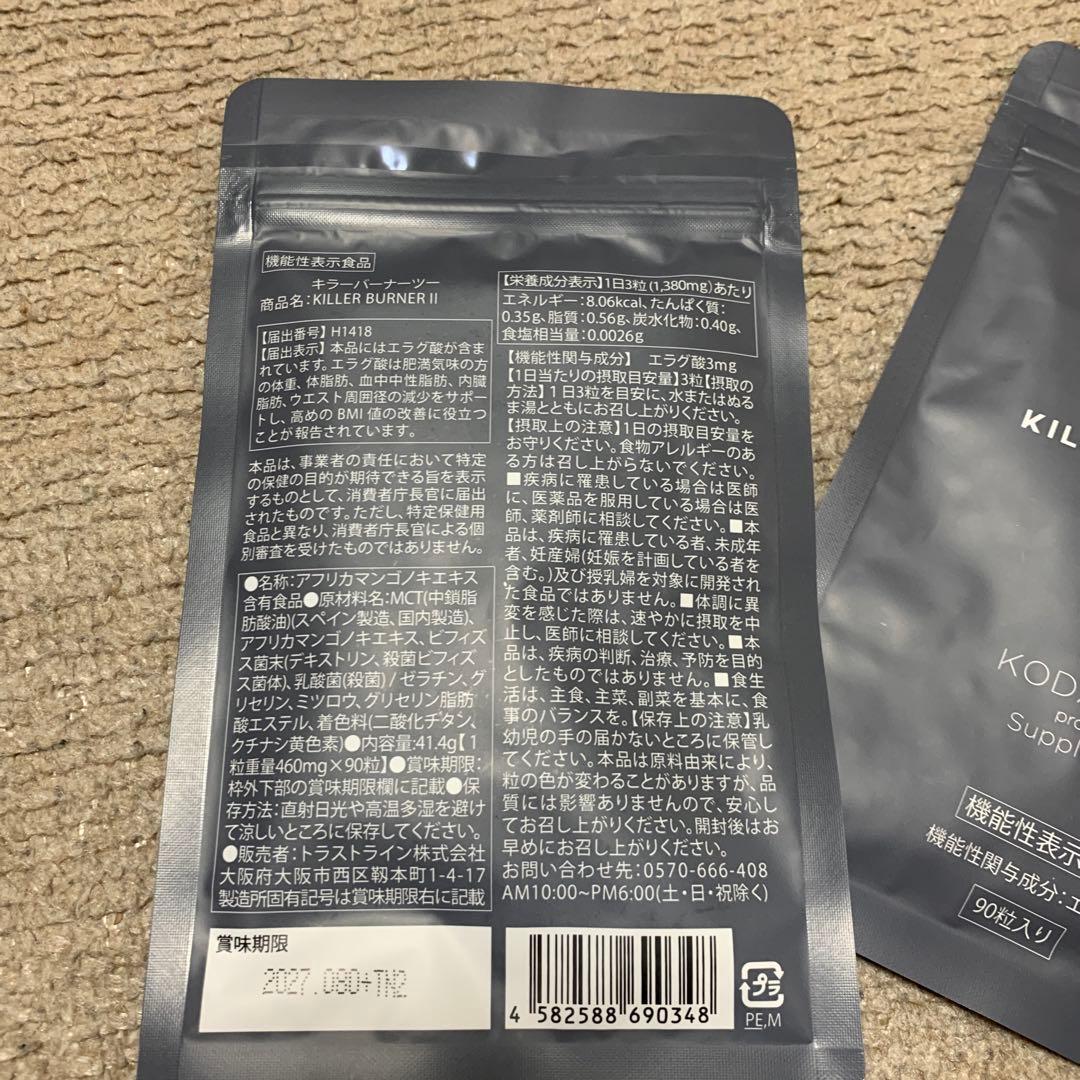 機能性表示食品
キラーバーナーツー
商品名:KILLER BURNER II
【届出番号】H1418
【届出表示】本品にはエラグ酸が含ま
れています。エラグ酸は肥満気味の方
の体重、体脂肪、血中中性脂肪、内臓
脂肪、ウエスト周囲径の減少をサポー
トし、高めのBMI値の改善に役立つ
ことが報告されています。
本品は、事業者の責任において特定
の保健の目的が期待できる旨を表示
するものとして、消費者庁長官に届出
されたものです。ただし、特定保健用
食品と異なり、消費者庁長官による個
別審査を受けたものではありません。
●名称:アフリカマンゴノキエキス
含有食品●原材料名:MCT(中鎖脂
肪酸油)(スペイン製造、国内製造)、
アフリカマンゴノキエキス、ビフィズ
ス菌末(デキストリン、殺菌ビフィズ
ス菌体)、乳酸菌(殺菌) / ゼラチン、グ
リセリン、ミツロウ、グリセリン脂肪
酸エステル、着色料(二酸化チタン、
クチナシ黄色素)●内容量:41.4g【1
粒重量460mg×90粒】●賞味期限:
枠外下部の賞味期限欄に記載●保
存方法:直射日光や高温多湿を避け
て涼しいところに保存してください。
●販売者:トラストライン株式会社
大阪府大阪市西区靱本町1-4-17
製造所固有記号は賞味期限右に記載
【栄養成分表示】1日3粒(1,380mg)あたり
エネルギー:8.06kcal、たんぱく質:
0.35g、脂質:0.56g、炭水化物:0.40g、
食塩相当量:0.0026g
【機能性関与成分】 エラグ酸3mg
【1日当たりの摂取目安量】3粒【摂取の
方法】1日3粒を目安に、水またはぬる
ま湯とともにお召し上がりください。
【摂取上の注意】1日の摂取目安量を
お守りください。食物アレルギーのあ
る方は召し上がらないでください。
■疾病に罹患している場合は医師
に、医薬品を服用している場合は医
師、薬剤師に相談してください。■本
品は、疾病に罹患している者、未成年
者、妊産婦(妊娠を計画している者を
含む。)及び授乳婦を対象に開発され
た食品ではありません。■体調に異
変を感じた際は、速やかに摂取を中
止し、医師に相談してください。■本
品は、疾病の診断、治療、予防を目的
としたものではありません。■食生
活は、主食、主菜、副菜を基本に、食
事のバランスを。【保存上の注意】乳
幼児の手の届かないところに保管し
てください。本品は原料由来により、
粒の色が変わることがありますが、品
質には影響ありませんので、安心し
てお召し上がりください。開封後はお
早めにお召し上がりください。
お問い合わせ先:0570-666-408
AM10:00~PM6:00(土・日・祝除く)
賞味期限
2027.080+TN2
4 582588 690348
プラ
PE,M
KIL
KOD
pro
Suppl
機能性表示
機能性関与成分:エ
90粒入り